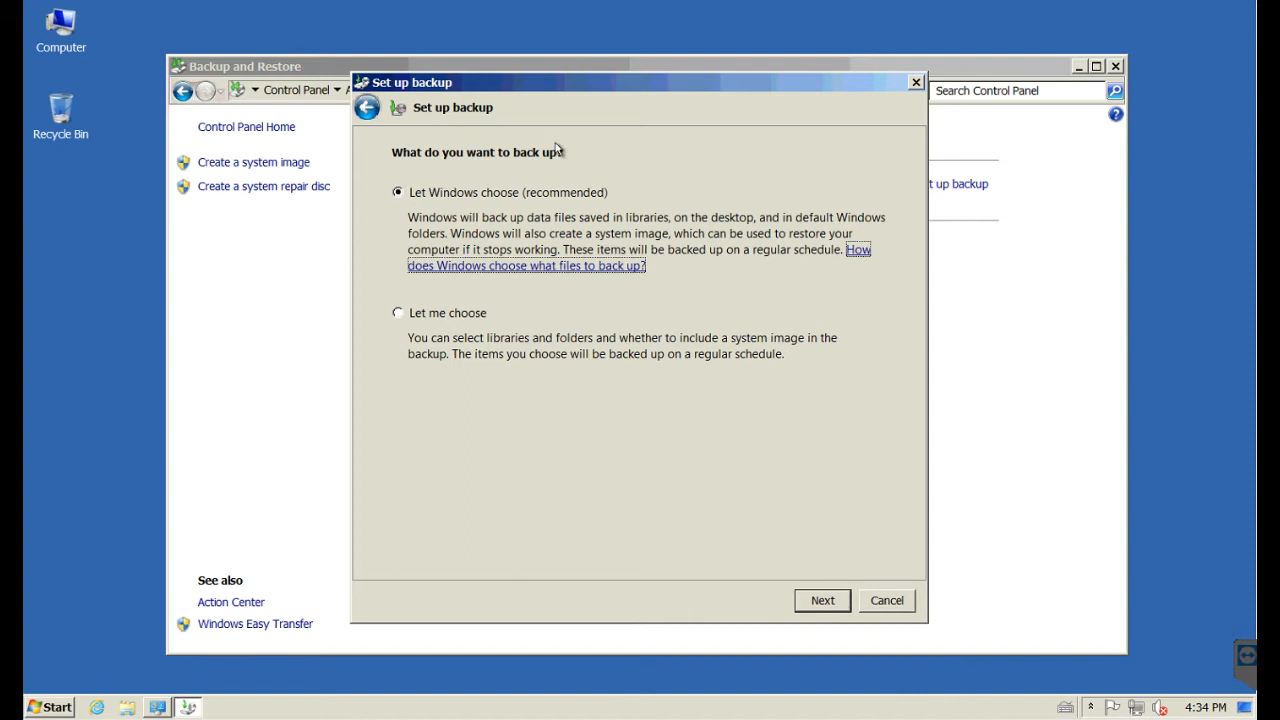 Computer
Recycle Bin
Backup and Restore
Control Panel
Search Control Panel
Control Panel Home
Create a system image
Create a system repair disc
See also
Action Center
Windows Easy Transfer
t up backup
Set up backup
Set up backup
What do you want to back up
Let Windows choose (recommended)
Windows will back up data files saved in libraries, on the desktop, and in default Windows
folders. Windows will also create a system image, which can be used to restore your
computer if it stops working. These items will be backed up on a regular schedule. How
does Windows choose what files to back up?
Let me choose
You can select libraries and folders and whether to include a system image in the
backup. The items you choose will be backed up on a regular schedule.
Next
Cancel
Start
4:34 PM